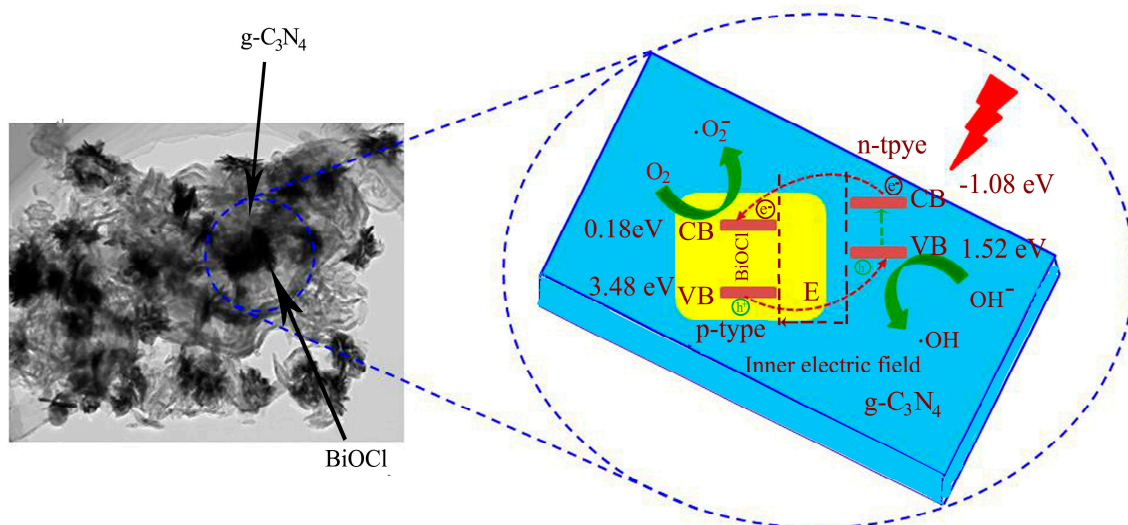 g-C₃N₄
BiOCl
·O₂⁻
O₂
n-tpye
e-
-1.08 eV
CB
e-
0.18eV
CB
BiOCl
VB
1.52 eV
h
3.48 eV
VB
E
OH⁻
h⁺
p-type
·OH
Inner electric field
g-C₃N₄